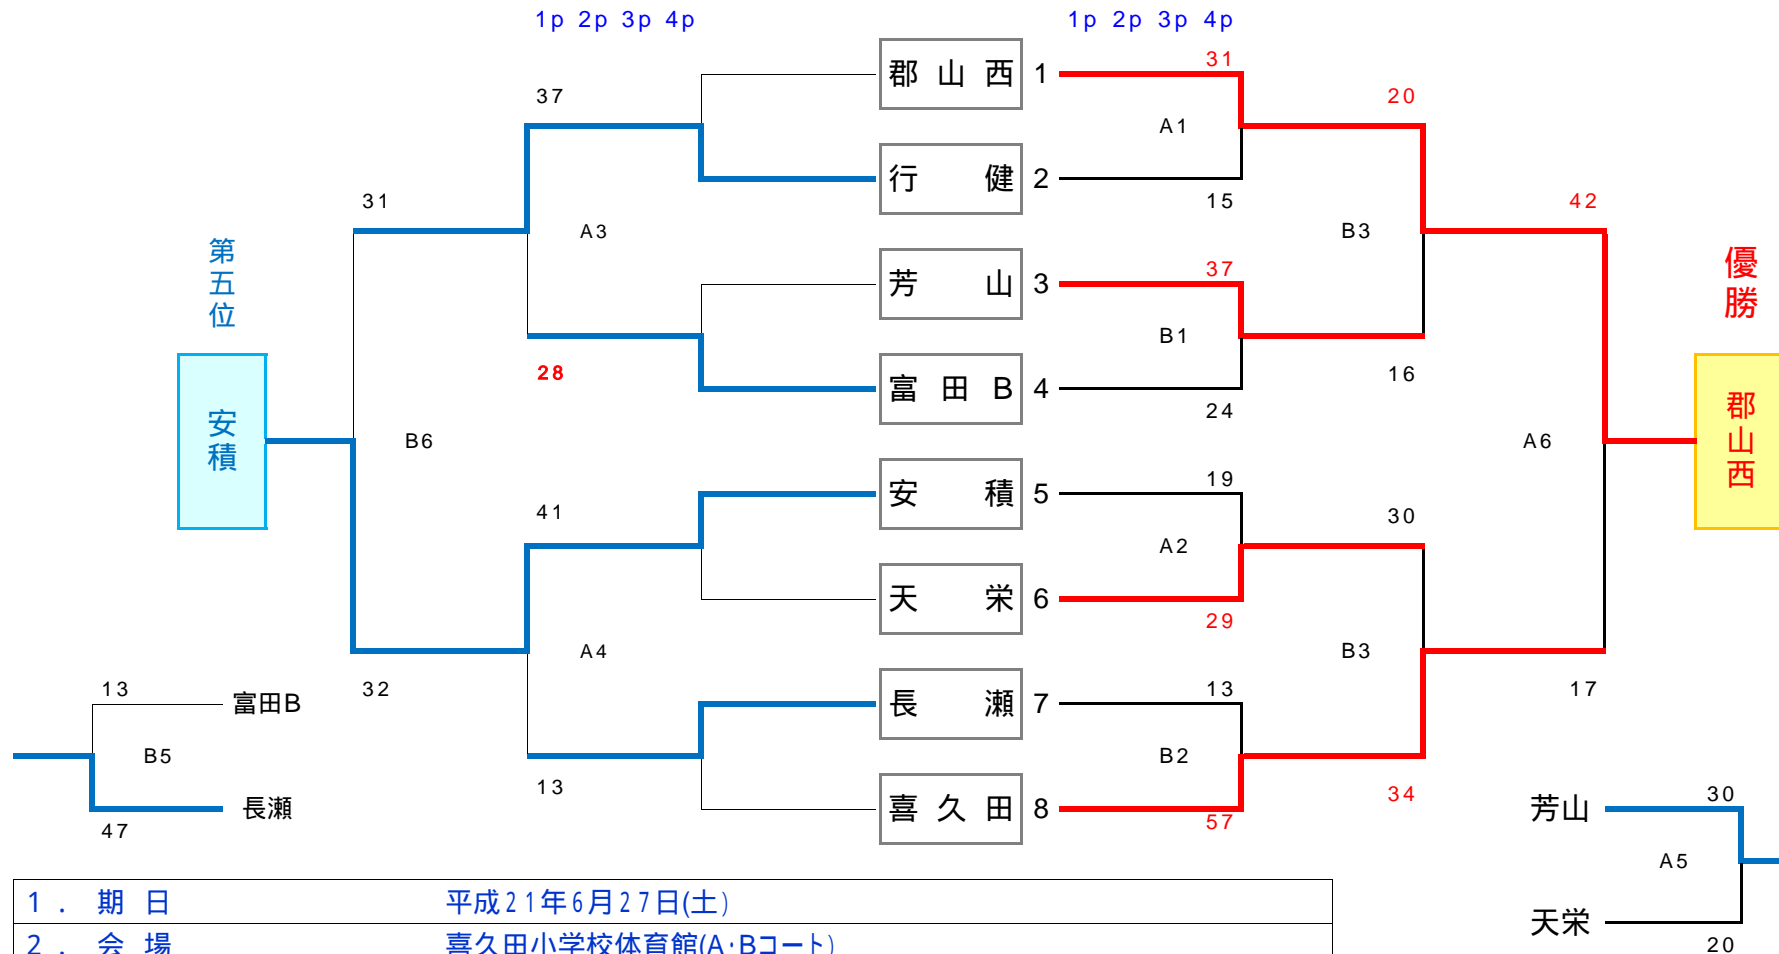 1p 2p 3p 4p
1p 2p 3p 4p
郡山西 1
31
37
20
A1
行健 2
31
15
42
A3
B3
第五位
優勝
芳山 3
37
B1
28
16
富田B 4
24
安積
郡山西
B6
A6
19
安積 5
41
30
A2
天栄 6
29
A4
B3
13
富田B
32
長瀬 7
13
17
B5
B2
13
34
長瀬
47
喜久田 8
57
芳山
30
A5
天栄
20
1. 期日 平成21年6月27日(土)
2. 会場 喜久田小学校体育館(A・Bコート)